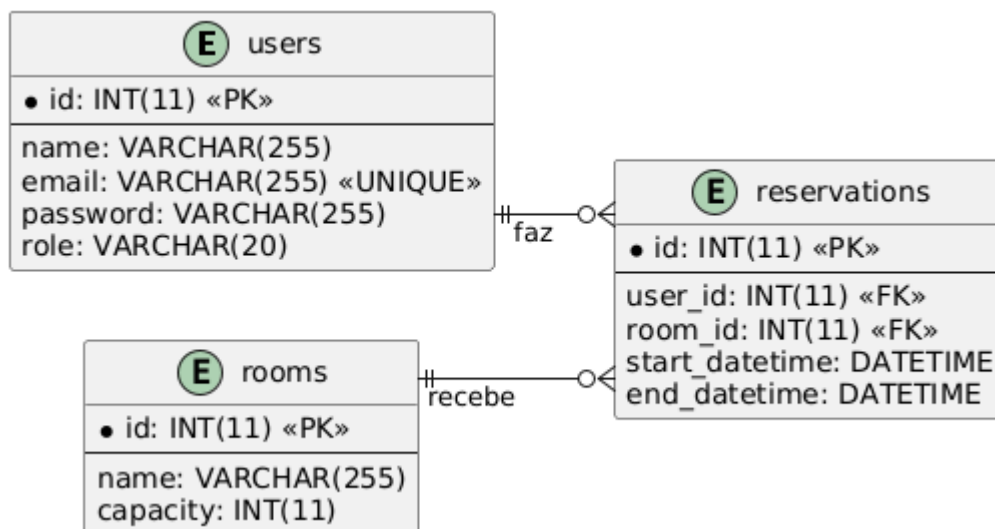 E users
• id: INT(11) «PK»
name: VARCHAR(255)
email: VARCHAR(255) «UNIQUE»
password: VARCHAR(255)
role: VARCHAR(20)
faz
E reservations
• id: INT(11) «PK»
user_id: INT(11) «FK»
room_id: INT(11) «FK»
start_datetime: DATETIME
end_datetime: DATETIME
E rooms
• id: INT(11) «PK»
name: VARCHAR(255)
capacity: INT(11)
recebe